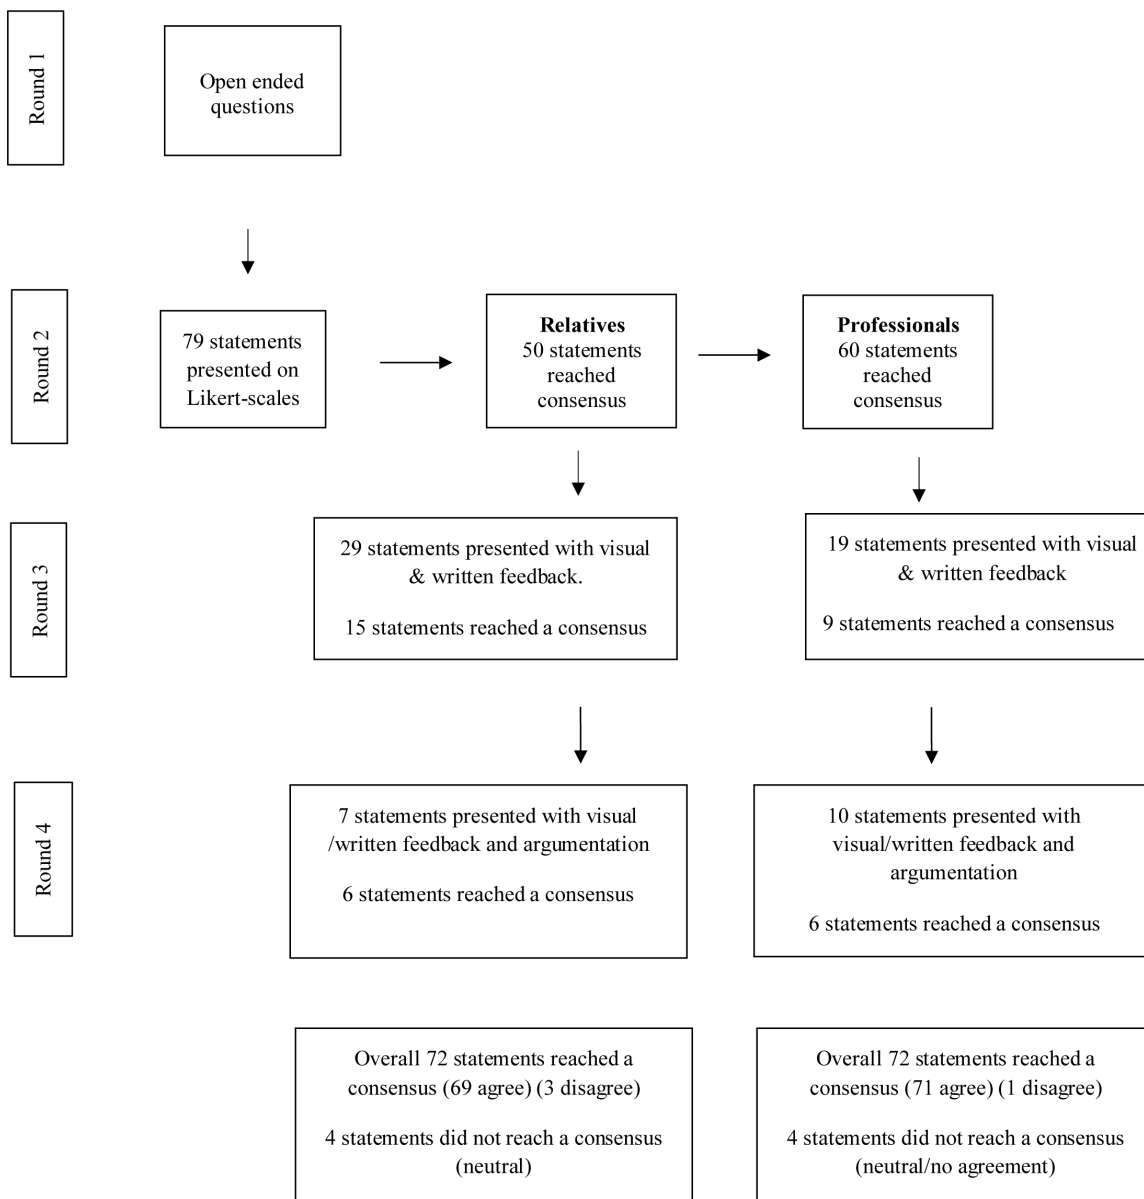 Round 1
Open ended
questions
Round 2
79 statements
presented on
Likert-scales
Relatives
50 statements
reached
consensus
Professionals
60 statements
reached
consensus
Round 3
29 statements presented with visual
& written feedback.
15 statements reached a consensus
19 statements presented with visual
& written feedback
9 statements reached a consensus
Round 4
7 statements presented with visual
/written feedback and argumentation
6 statements reached a consensus
10 statements presented with
visual/written feedback and
argumentation
6 statements reached a consensus
Overall 72 statements reached a
consensus (69 agree) (3 disagree)
4 statements did not reach a consensus
(neutral)
Overall 72 statements reached a
consensus (71 agree) (1 disagree)
4 statements did not reach a consensus
(neutral/no agreement)